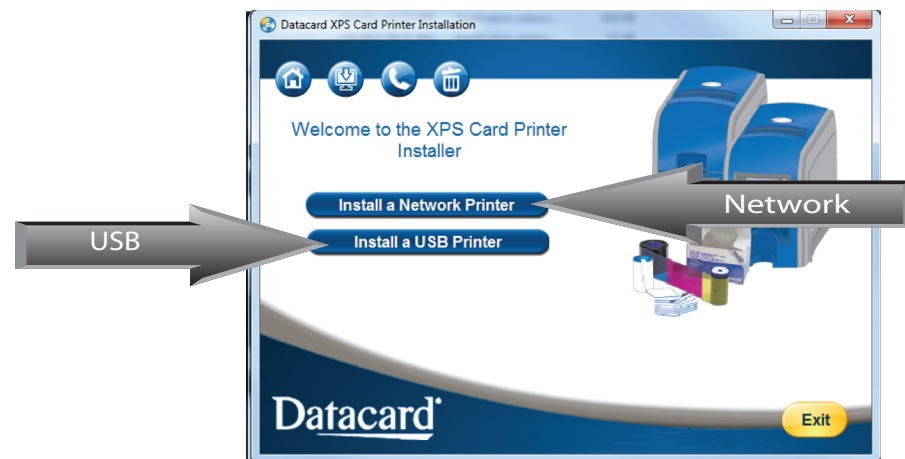 Datacard XPS Card Printer Installation
Welcome to the XPS Card Printer
Installer
Install a Network Printer
Network
USB
Install a USB Printer
Datacard
Exit